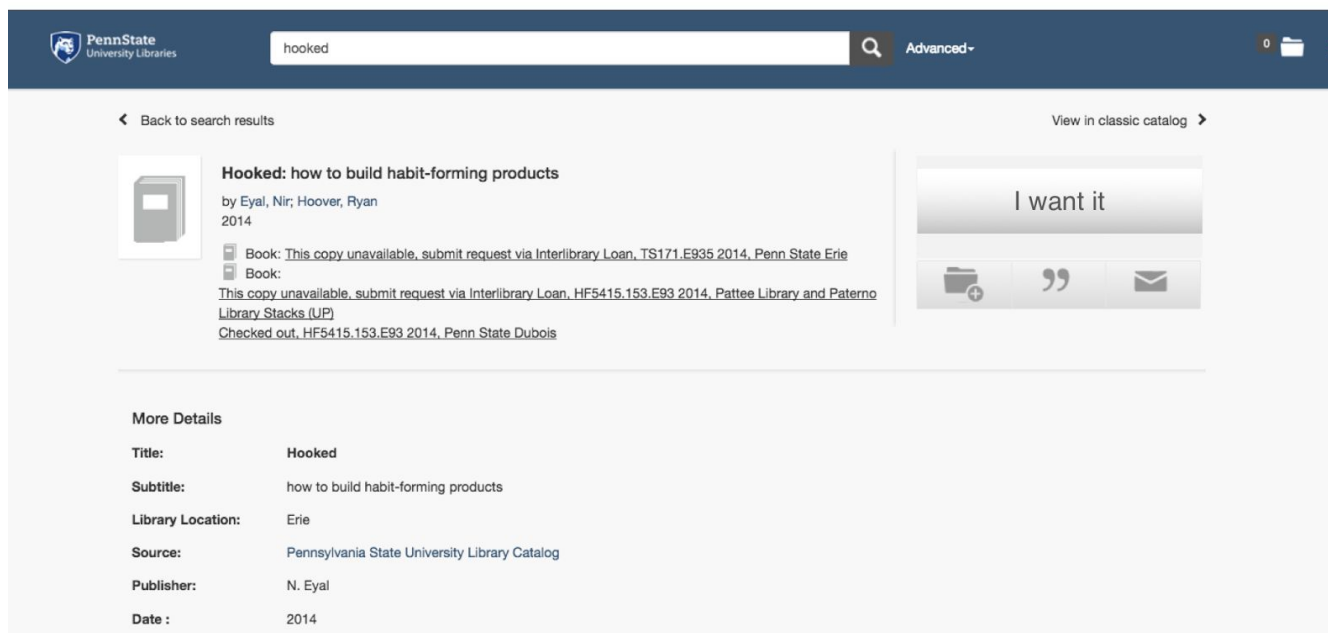 PennState
University Libraries
hooked
Advanced
0
Back to search results
View in classic catalog
Hooked: how to build habit-forming products
by Eyal, Nir; Hoover, Ryan
2014
Book: This copy unavailable, submit request via Interlibrary Loan, TS171.E935 2014, Penn State Erie
Book:
This copy unavailable, submit request via Interlibrary Loan, HF5415.153.E93 2014, Pattee Library and Paterno
Library Stacks (UP)
Checked out, HF5415.153.E93 2014, Penn State Dubois
I want it
More Details
Title: Hooked
Subtitle: how to build habit-forming products
Library Location: Erie
Source: Pennsylvania State University Library Catalog
Publisher: N. Eyal
Date : 2014